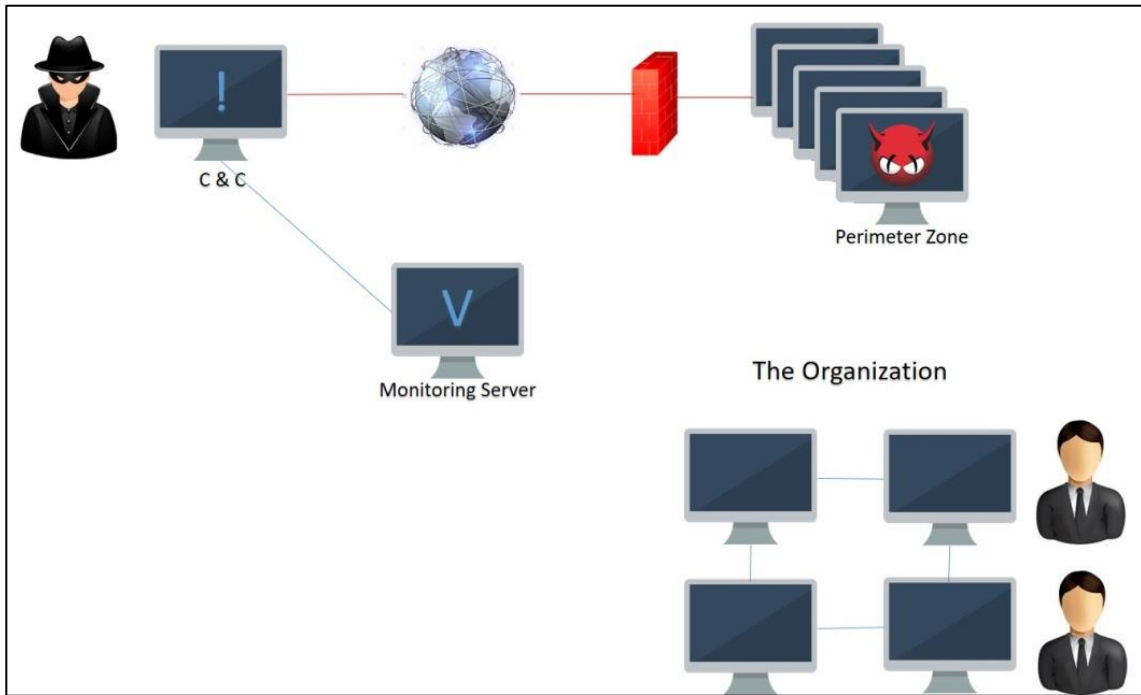 !
C & C
Perimeter Zone
V
Monitoring Server
The Organization